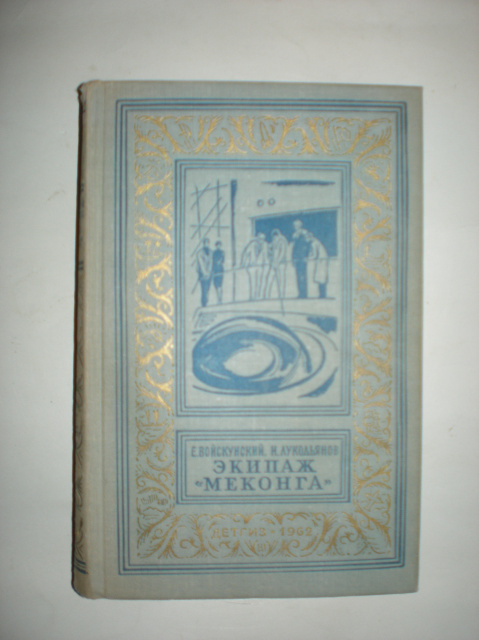 Е. ВОЙСКУНСКИЙ. И. ЛУКОДЬЯНОВ
ЭКИПАЖ
"МЕКОНГА"
ДЕТГИЗ - 1962